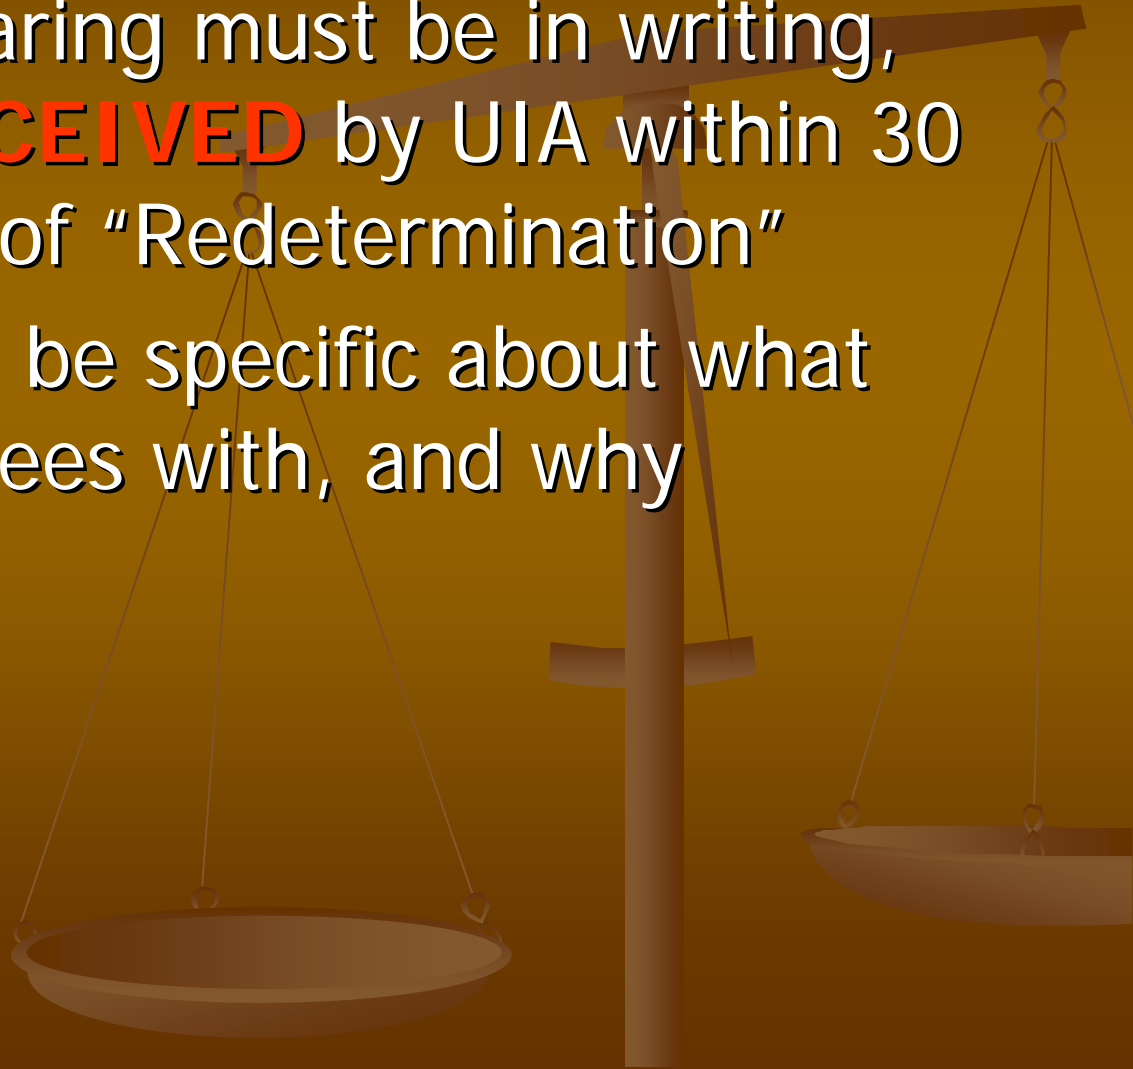 aring must be in writing,
CEIVED by UIA within 30
of “Redetermination”
be specific about what
ees with, and why